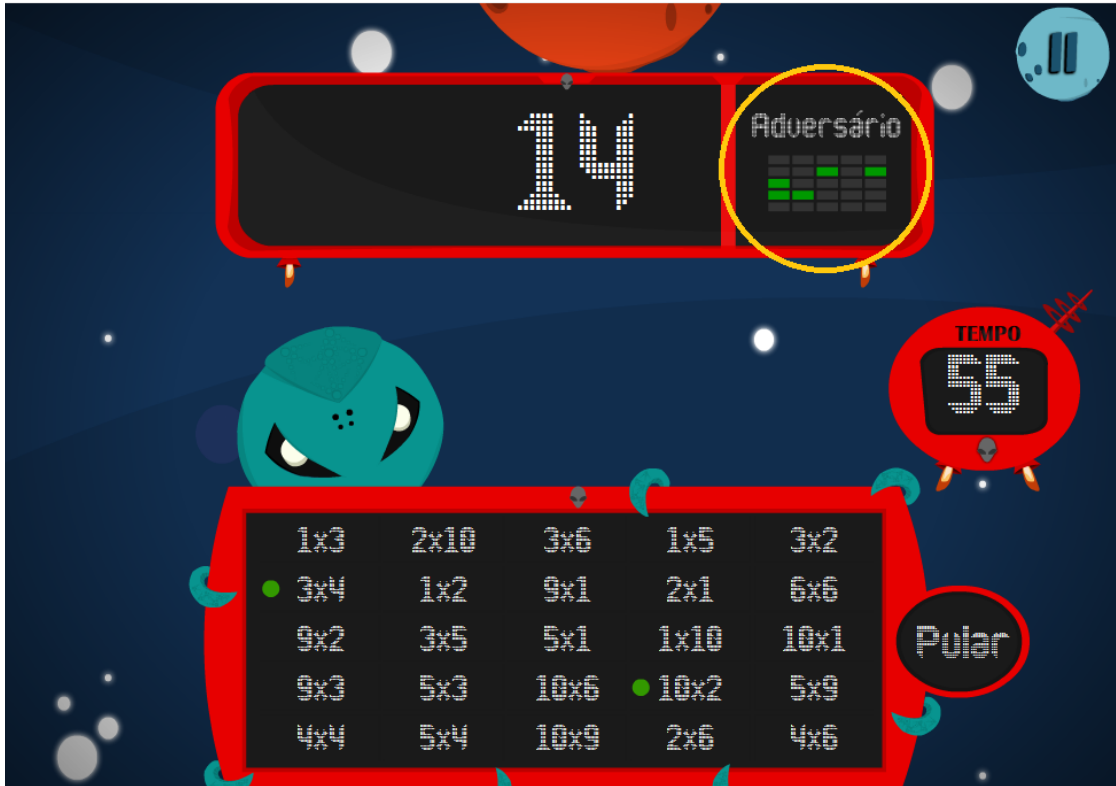 14
Adversário
TEMPO
55
1x3 2x10 3x6 1x5 3x2
3x4 1x2 9x1 2x1 6x6
9x2 3x5 5x1 1x10 10x1
Pular
9x3 5x3 10x6 10x2 5x9
4x4 5x4 10x9 2x6 4x6